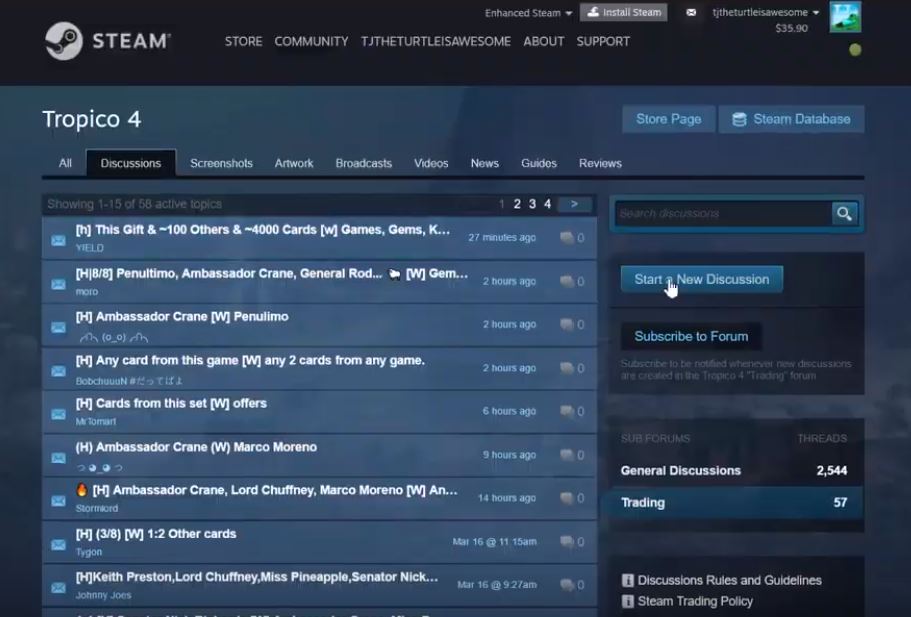 Enhanced Steam
Install Steam
tjtheturtleisawesome
$35.90
STEAM
STORE COMMUNITY TJTHETURTLEISAWESOME ABOUT SUPPORT
Tropico 4
Store Page
Steam Database
All Discussions Screenshots Artwork Broadcasts Videos News Guides Reviews
Showing 1-15 of 58 active topics
1 2 3 4 >
Search discussions
[h] This Gift & ~100 Others & ~4000 Cards [w] Games, Gems, K...
27 minutes ago
0
YIELD
[H|8/8] Penultimo, Ambassador Crane, General Rod... [W] Gem...
2 hours ago
0
moro
[H] Ambassador Crane [W] Penulimo
2 hours ago
0
(o_o)
[H] Any card from this game [W] any 2 cards from any game.
2 hours ago
0
BobchuuuN #だってばよ
[H] Cards from this set [W] offers
6 hours ago
0
MrTomart
(H) Ambassador Crane (W) Marco Moreno
9 hours ago
0
つ ◕_◕ つ
[H] Ambassador Crane, Lord Chuffney, Marco Moreno [W] An...
14 hours ago
0
Stormlord
[H] (3/8) [W] 1:2 Other cards
Mar 16 @ 11:15am
0
Tygon
[H]Keith Preston,Lord Chuffney,Miss Pineapple,Senator Nick...
Mar 16 @ 9:27am
0
Johnny Joes
Start a New Discussion
Subscribe to Forum
Subscribe to be notified whenever new discussions
are created in the Tropico 4 "Trading" forum
SUB FORUMS THREADS
General Discussions 2,544
Trading 57
Discussions Rules and Guidelines
Steam Trading Policy